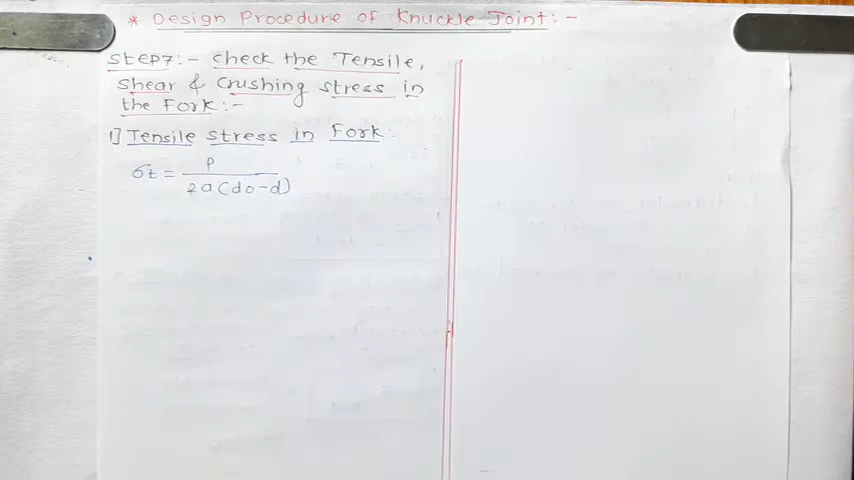 * Design Procedure of Knuckle Joint:-
Step7:- check the Tensile,
Shear & Crushing stress in
the Fork:-
1] Tensile stress in Fork:
σt = P / 2a(do-d)